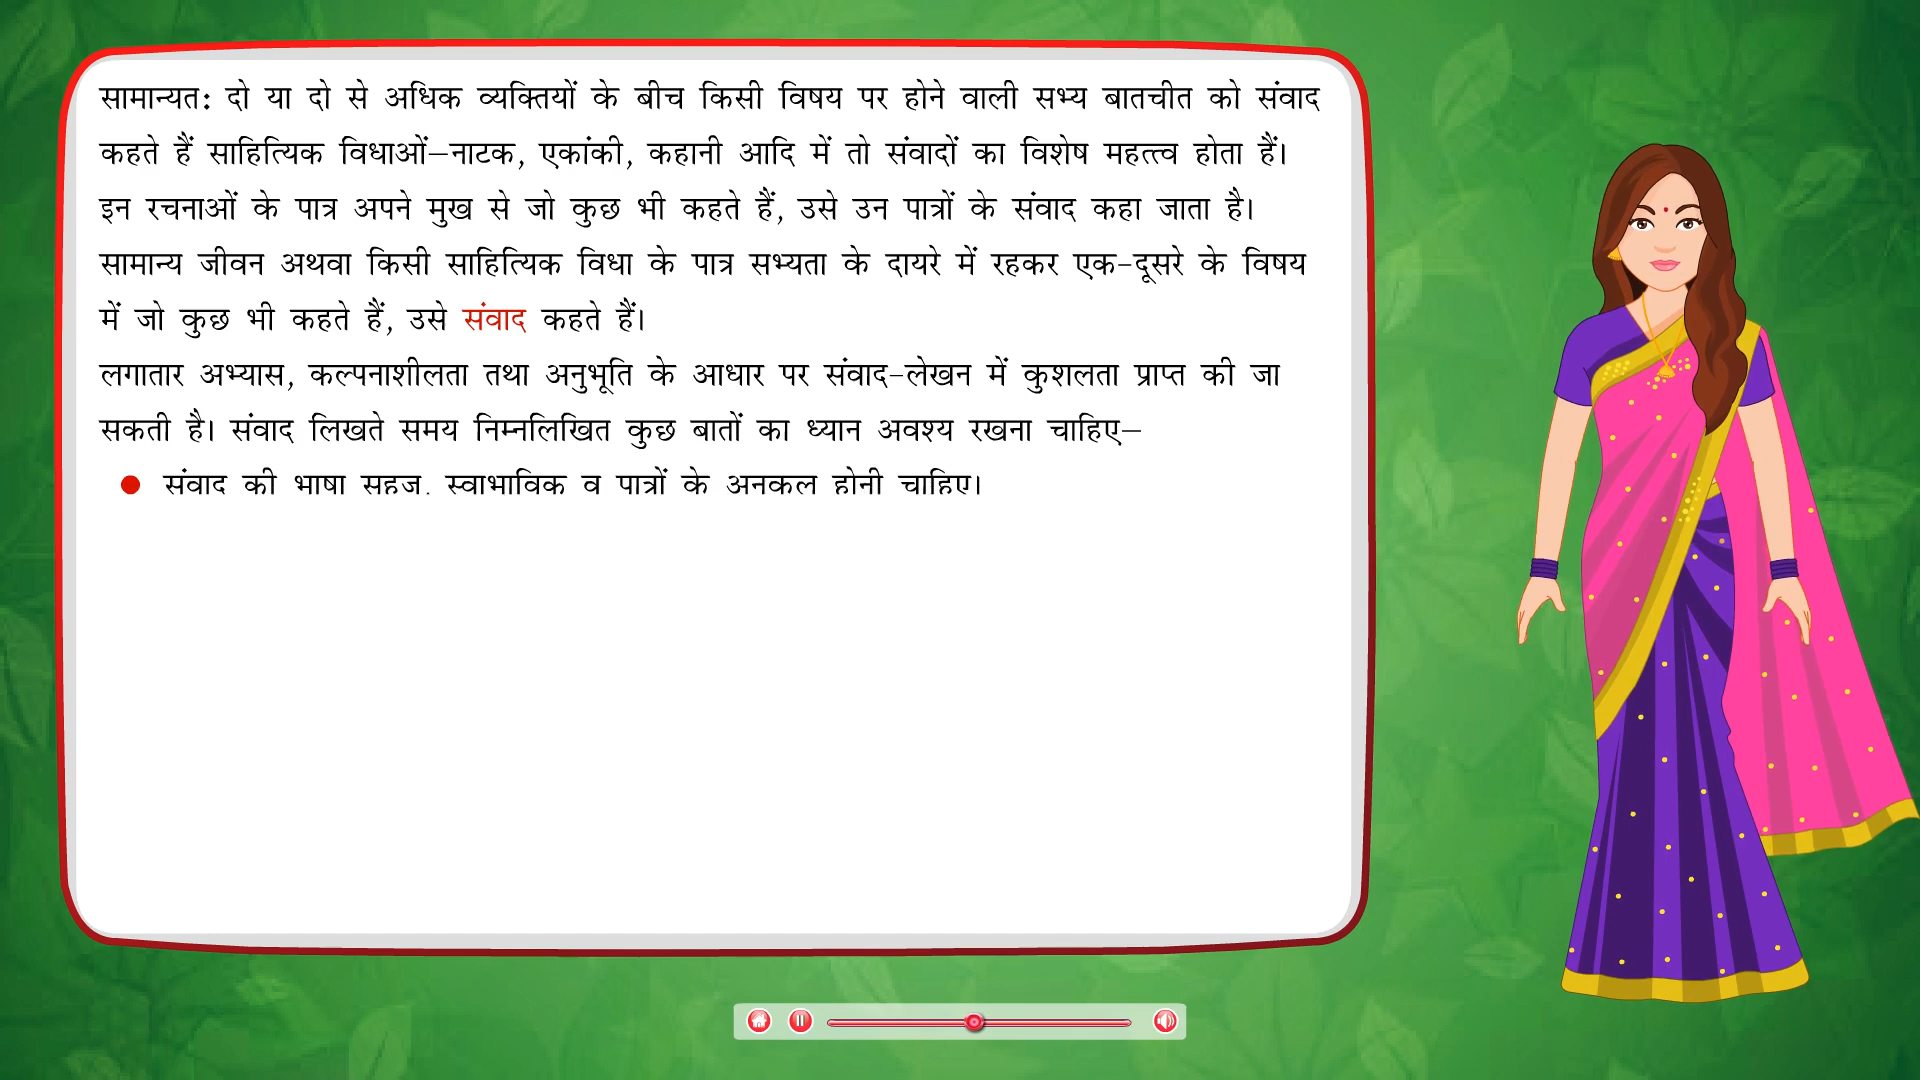 सामान्यत: दो या दो से अधिक व्यक्तियों के बीच किसी विषय पर होने वाली सभ्य बातचीत को संवाद
कहते हैं साहित्यिक विधाओं–नाटक, एकांकी, कहानी आदि में तो संवादों का विशेष महत्त्व होता हैं।
इन रचनाओं के पात्र अपने मुख से जो कुछ भी कहते हैं, उसे उन पात्रों के संवाद कहा जाता है।
सामान्य जीवन अथवा किसी साहित्यिक विधा के पात्र सभ्यता के दायरे में रहकर एक-दूसरे के विषय
में जो कुछ भी कहते हैं, उसे संवाद कहते हैं।
लगातार अभ्यास, कल्पनाशीलता तथा अनुभूति के आधार पर संवाद-लेखन में कुशलता प्राप्त की जा
सकती है। संवाद लिखते समय निम्नलिखित कुछ बातों का ध्यान अवश्य रखना चाहिए–
● संवाद की भाषा सहज, स्वाभाविक व पात्रों के अनुकूल होनी चाहिए।